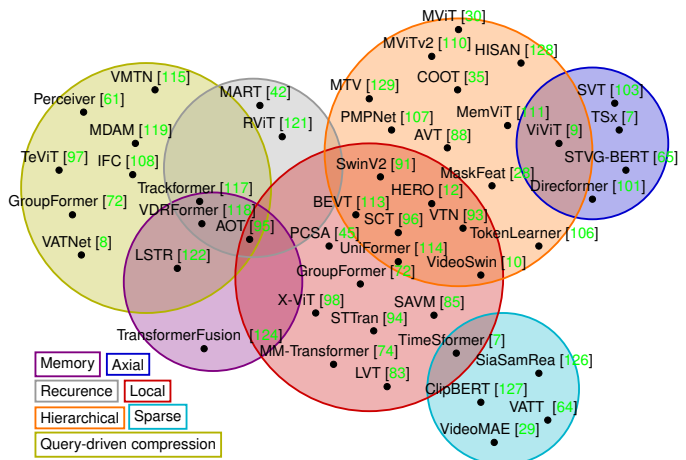 MViT [30]
MViTv2 [110]
HISAN [128]
VMTN [115]
MART [42]
MTV [129]
COOT [35]
SVT [103]
Perceiver [61]
RViT [121]
PMPNet [107]
MemViT [111]
TSx [7]
MDAM [119]
AVT [88]
ViViT [9]
TeViT [97]
IFC [108]
SwinV2 [91]
MaskFeat [28]
STVG-BERT [65]
Trackformer [117]
HERO [12]
Directformer [101]
GroupFormer [72]
VDRFormer [118]
BEVT [113]
SCT [96]
VTN [93]
AOT [95]
PCSA [45]
TokenLearner [106]
VATNet [8]
LSTR [122]
UniFormer [114]
VideoSwin [10]
GroupFormer [72]
X-ViT [98]
SAVM [85]
STTran [94]
TransformerFusion [124]
TimeSformer [7]
MM-Transformer [74]
SiaSamRea [126]
Memory
Axial
LVT [83]
ClipBERT [127]
Recurence
Local
VATT [64]
Hierarchical
Sparse
VideoMAE [29]
Query-driven compression